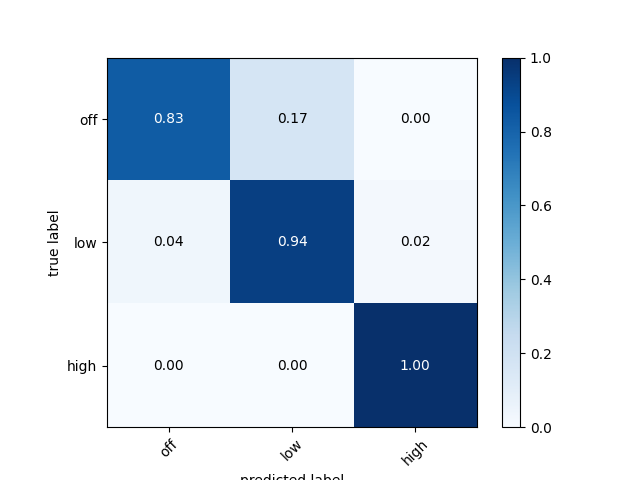 off 0.83 0.17 0.00
low 0.04 0.94 0.02
high 0.00 0.00 1.00
true label
off low high
predicted label
1.0
0.8
0.6
0.4
0.2
0.0